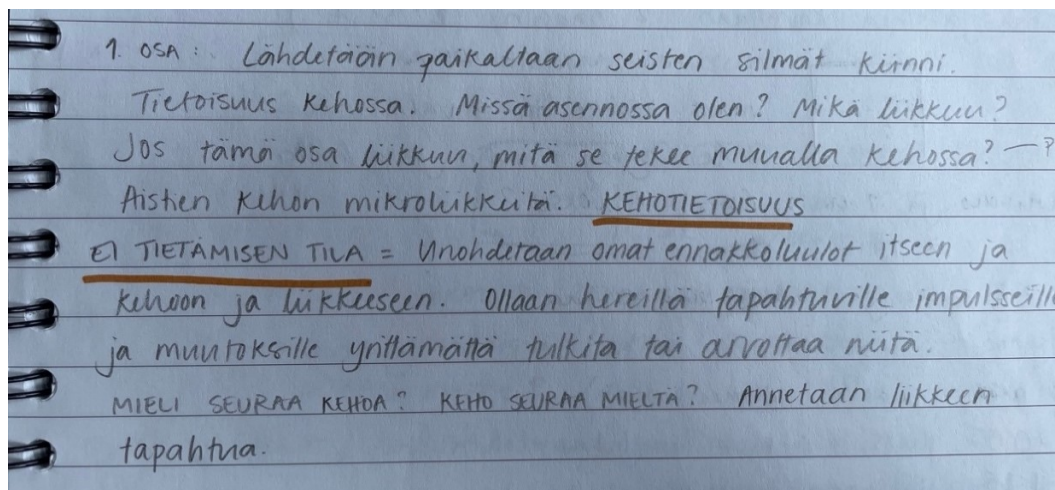 1. OSA: Lähdetään paikaltaan seisten silmät kiinni.
Tietoisuus kehossa. Missä asennossa olen? Mikä liikkuu?
Jos tämä osa liikkuu, mitä se tekee muualla kehossa? —?
Aistien kehon mikroliikkeitä. KEHOTIETOISUUS
EI TIETÄMISEN TILA = Unohdetaan omat ennakkoluulot itseen ja
kehoon ja liikkeeseen. Ollaan hereillä tapahtuville impulsseille
ja muutoksille yrittämättä tulkita tai arvottaa niitä.
MIELI SEURAA KEHOA? KEHO SEURAA MIELTÄ? Annetaan liikkeen
tapahtua.